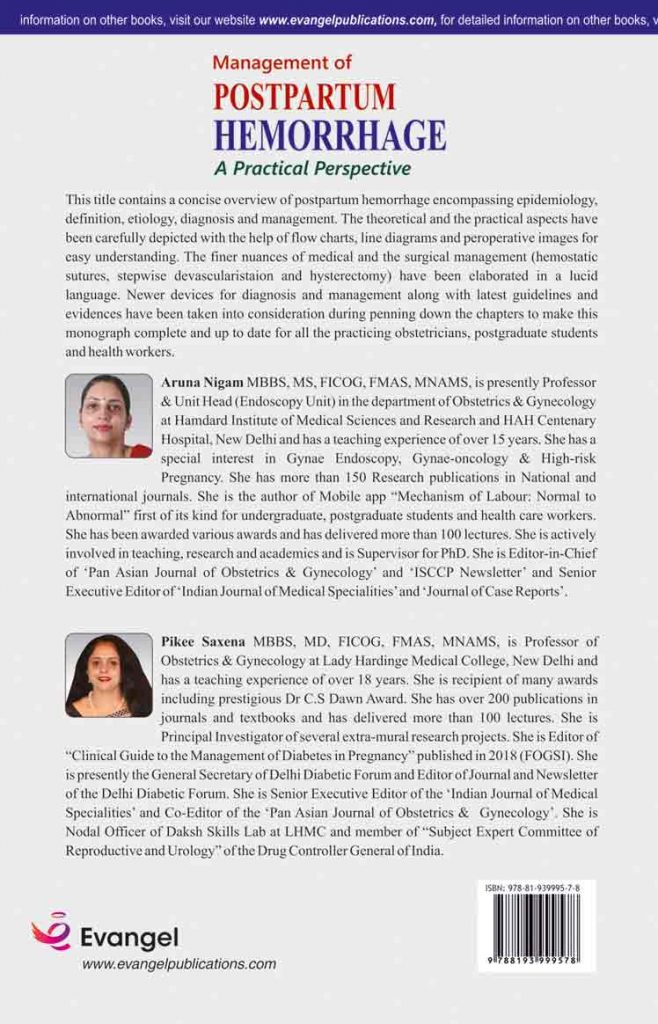 information on other books, visit our website www.evangelpublications.com, for detailed information on other books, v
Management of
POSTPARTUM
HEMORRHAGE
A Practical Perspective
This title contains a concise overview of postpartum hemorrhage encompassing epidemiology,
definition, etiology, diagnosis and management. The theoretical and the practical aspects have
been carefully depicted with the help of flow charts, line diagrams and peroperative images for
easy understanding. The finer nuances of medical and the surgical management (hemostatic
sutures, stepwise devascularistaion and hysterectomy) have been elaborated in a lucid
language. Newer devices for diagnosis and management along with latest guidelines and
evidences have been taken into consideration during penning down the chapters to make this
monograph complete and up to date for all the practicing obstetricians, postgraduate students
and health workers.
Aruna Nigam MBBS, MS, FICOG, FMAS, MNAMS, is presently Professor
& Unit Head (Endoscopy Unit) in the department of Obstetrics & Gynecology
at Hamdard Institute of Medical Sciences and Research and HAH Centenary
Hospital, New Delhi and has a teaching experience of over 15 years. She has a
special interest in Gynae Endoscopy, Gynae-oncology & High-risk
Pregnancy. She has more than 150 Research publications in National and
international journals. She is the author of Mobile app “Mechanism of Labour: Normal to
Abnormal” first of its kind for undergraduate, postgraduate students and health care workers.
She has been awarded various awards and has delivered more than 100 lectures. She is actively
involved in teaching, research and academics and is Supervisor for PhD. She is Editor-in-Chief
of ‘Pan Asian Journal of Obstetrics & Gynecology’ and ‘ISCCP Newsletter’ and Senior
Executive Editor of ‘Indian Journal of Medical Specialities’ and ‘Journal of Case Reports’.
Pikee Saxena MBBS, MD, FICOG, FMAS, MNAMS, is Professor of
Obstetrics & Gynecology at Lady Hardinge Medical College, New Delhi and
has a teaching experience of over 18 years. She is recipient of many awards
including prestigious Dr C.S Dawn Award. She has over 200 publications in
journals and textbooks and has delivered more than 100 lectures. She is
Principal Investigator of several extra-mural research projects. She is Editor of
“Clinical Guide to the Management of Diabetes in Pregnancy” published in 2018 (FOGSI). She
is presently the General Secretary of Delhi Diabetic Forum and Editor of Journal and Newsletter
of the Delhi Diabetic Forum. She is Senior Executive Editor of the ‘Indian Journal of Medical
Specialities’ and Co-Editor of the ‘Pan Asian Journal of Obstetrics & Gynecology’. She is
Nodal Officer of Daksh Skills Lab at LHMC and member of “Subject Expert Committee of
Reproductive and Urology” of the Drug Controller General of India.
ISBN: 978-81-939995-7-8
9 788193 999578
Evangel
www.evangelpublications.com